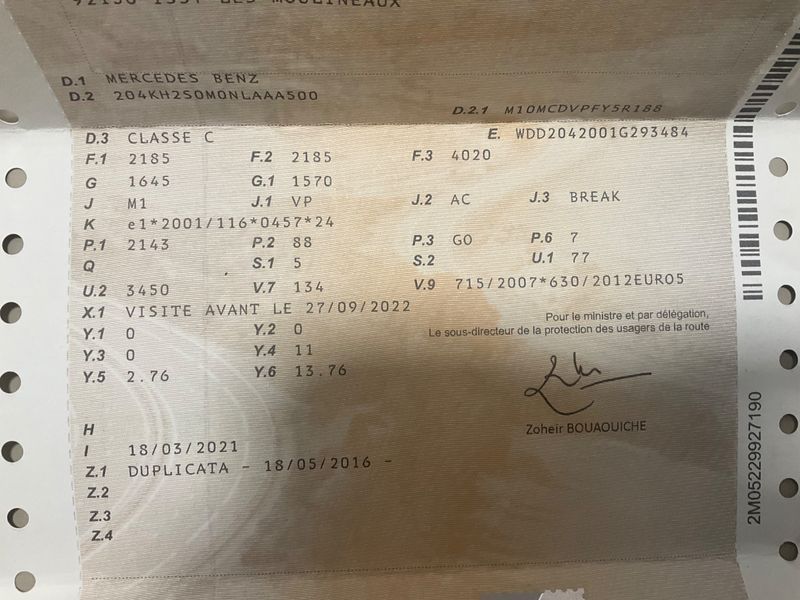 92130 ISSY LES MOULINEAUX
D.1 MERCEDES BENZ
D.2 204KH2S0M0NLAAA500
D.2.1 M10MCDVPFY5R188
D.3 CLASSE C E. WDD2042001G293484
F.1 2185 F.2 2185 F.3 4020
G 1645 G.1 1570
J M1 J.1 VP J.2 AC J.3 BREAK
K e1*2001/116*0457*24
P.1 2143 P.2 88 P.3 GO P.6 7
Q S.1 5 S.2 U.1 77
U.2 3450 V.7 134 V.9 715/2007*630/2012EURO5
X.1 VISITE AVANT LE 27/09/2022
Y.1 0 Y.2 0
Y.3 0 Y.4 11
Y.5 2.76 Y.6 13.76
Pour le ministre et par délégation,
Le sous-directeur de la protection des usagers de la route
Zoheir BOUAOUICHE
H
I 18/03/2021
Z.1 DUPLICATA - 18/05/2016 -
Z.2
Z.3
Z.4
2M05229927190